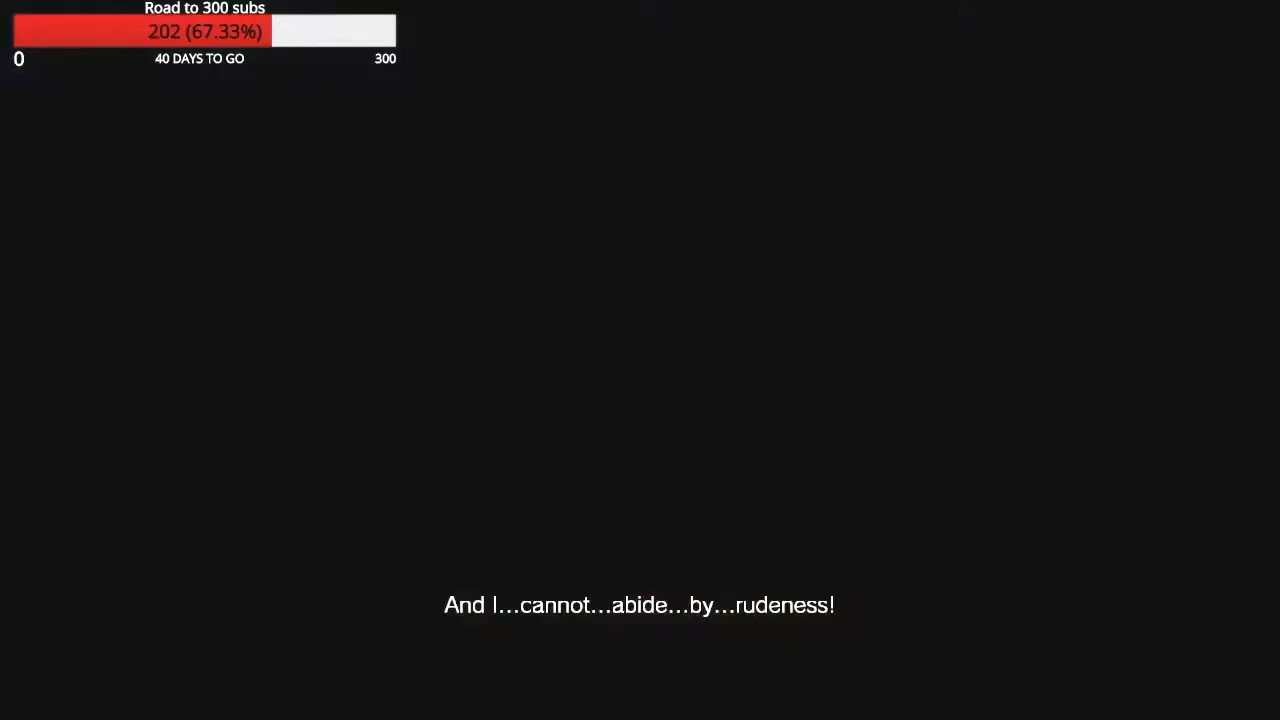 Road to 300 subs
202 (67.33%)
0 40 DAYS TO GO 300
And I...cannot...abide...by...rudeness!